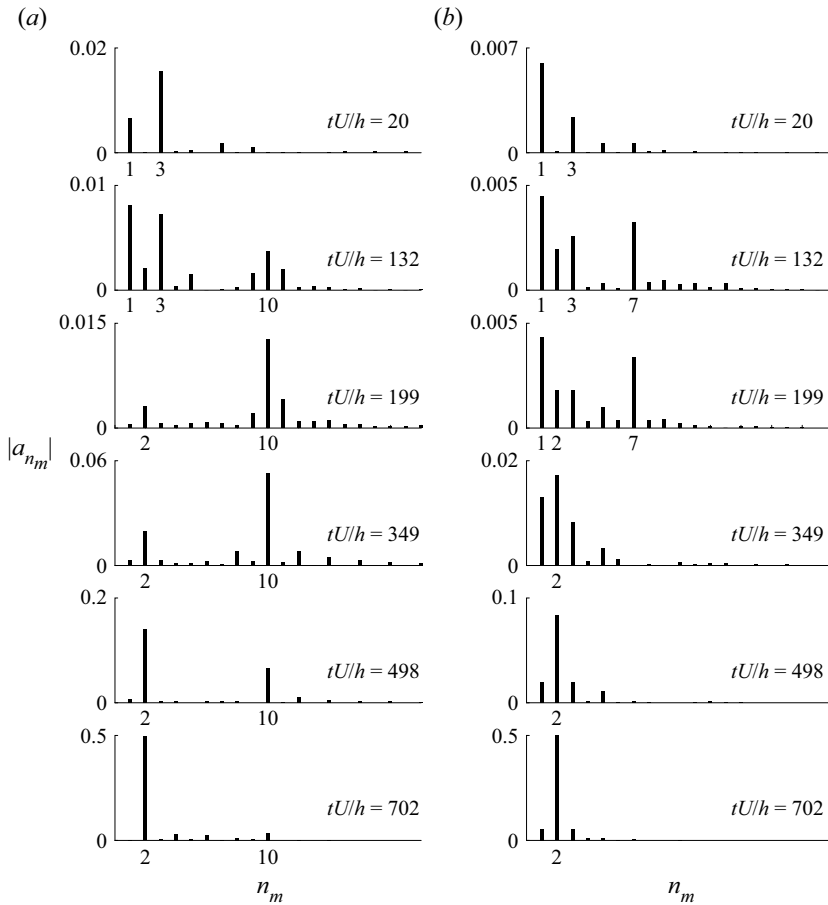 (a)
(b)
0.02
0
tU/h = 20
1 3
0.007
0
tU/h = 20
1 3
0.01
0
tU/h = 132
1 3 10
0.005
0
tU/h = 132
1 3 7
0.015
0
tU/h = 199
2 10
0.005
0
tU/h = 199
1 2 7
|a_{n_m}|
0.06
0
tU/h = 349
2 10
0.02
0
tU/h = 349
2
0.2
0
tU/h = 498
2 10
0.1
0
tU/h = 498
2
0.5
0
tU/h = 702
2 10
0.5
0
tU/h = 702
2
n_m
n_m